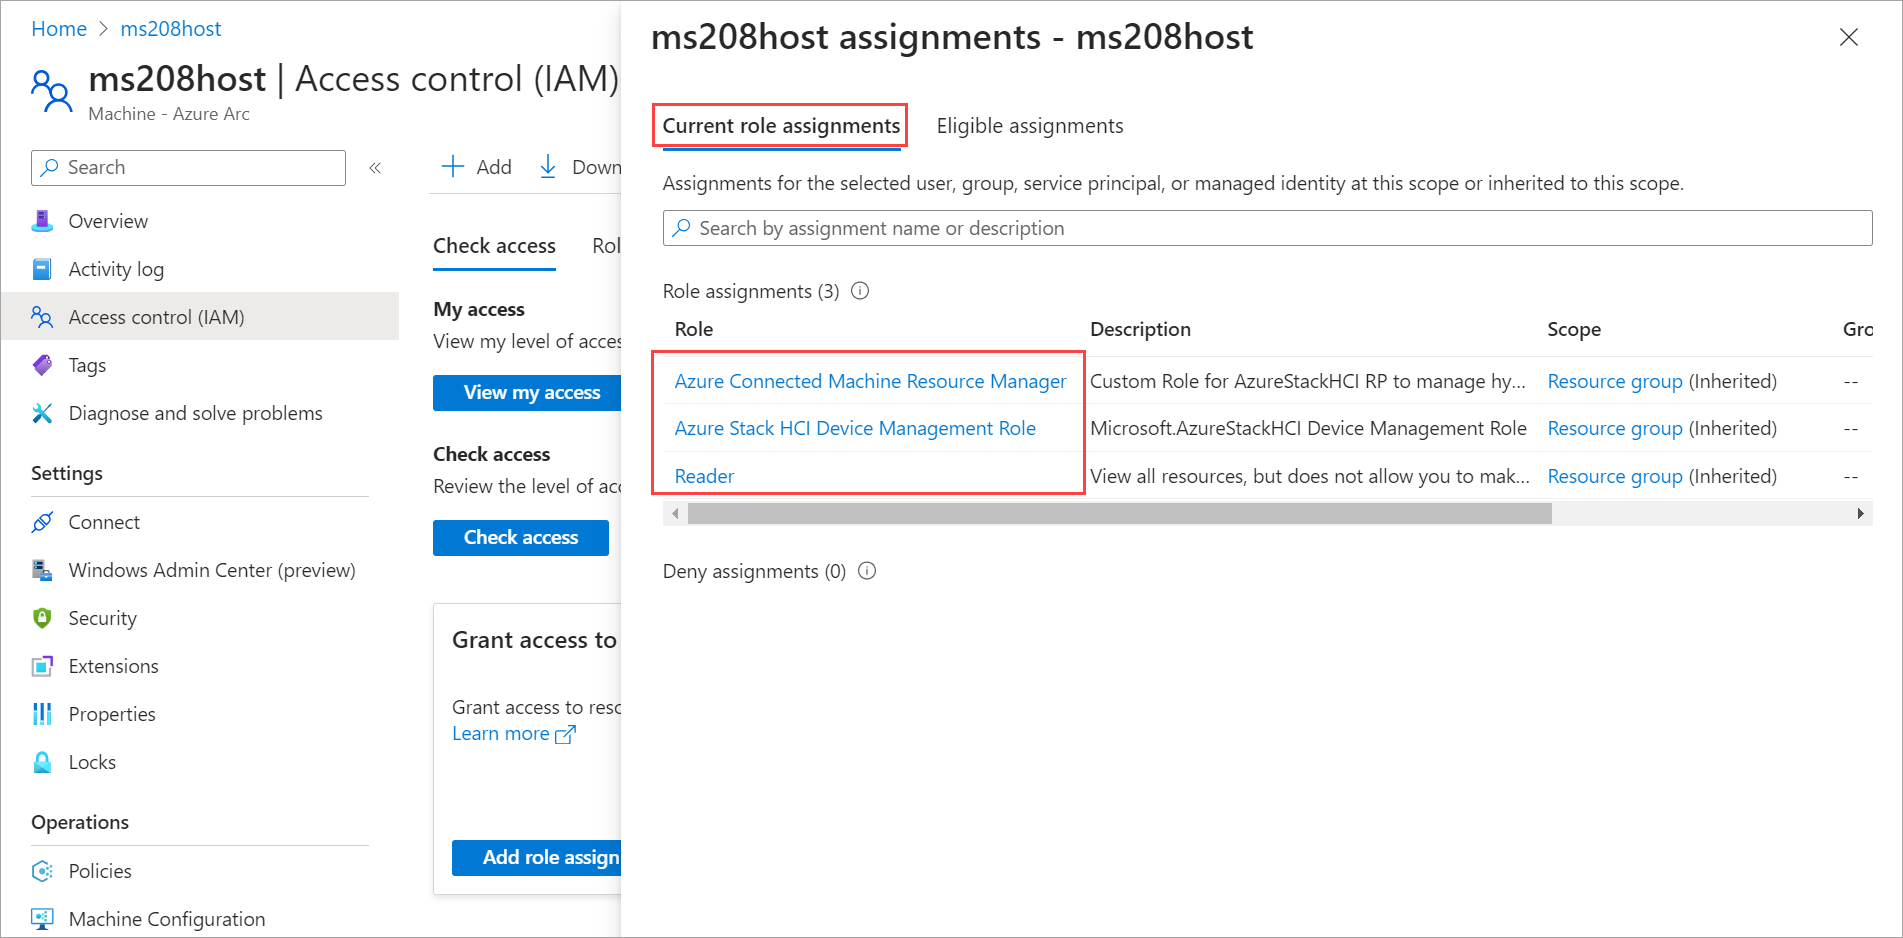 Home > ms208host
ms208host | Access control (IAM)
Machine - Azure Arc
Search
«
Overview
Activity log
Access control (IAM)
Tags
Diagnose and solve problems
Settings
Connect
Windows Admin Center (preview)
Security
Extensions
Properties
Locks
Operations
Policies
Machine Configuration
Add
Down
Check access
Rol
My access
View my level of acce
View my access
Check access
Review the level of acc
Check access
Grant access to
Grant access to reso
Learn more
Add role assign
ms208host assignments - ms208host
Current role assignments
Eligible assignments
Assignments for the selected user, group, service principal, or managed identity at this scope or inherited to this scope.
Search by assignment name or description
Role assignments (3)
Role Description Scope Gro
Azure Connected Machine Resource Manager Custom Role for AzureStackHCI RP to manage hy... Resource group (Inherited) --
Azure Stack HCI Device Management Role Microsoft.AzureStackHCI Device Management Role Resource group (Inherited) --
Reader View all resources, but does not allow you to mak... Resource group (Inherited) --
Deny assignments (0)